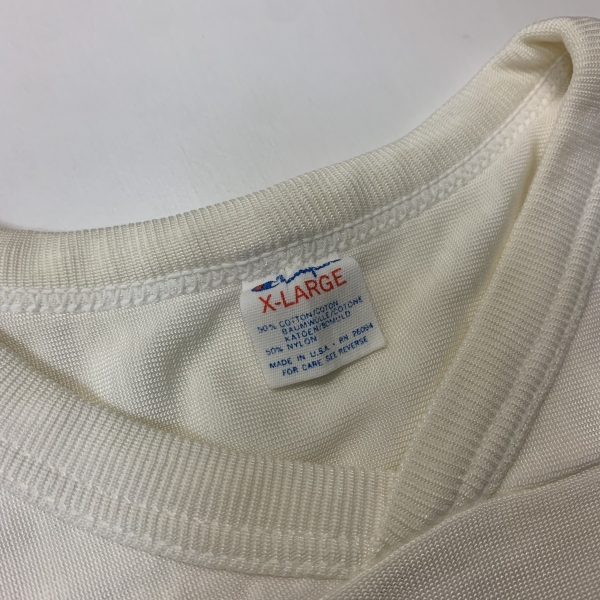 Champion
X-LARGE
50% COTTON/COTON
BAUMWOLLE/COTONE
KATOEN/BOMULD
50% NYLON
MADE IN U.S.A. • RN 26094
FOR CARE, SEE REVERSE